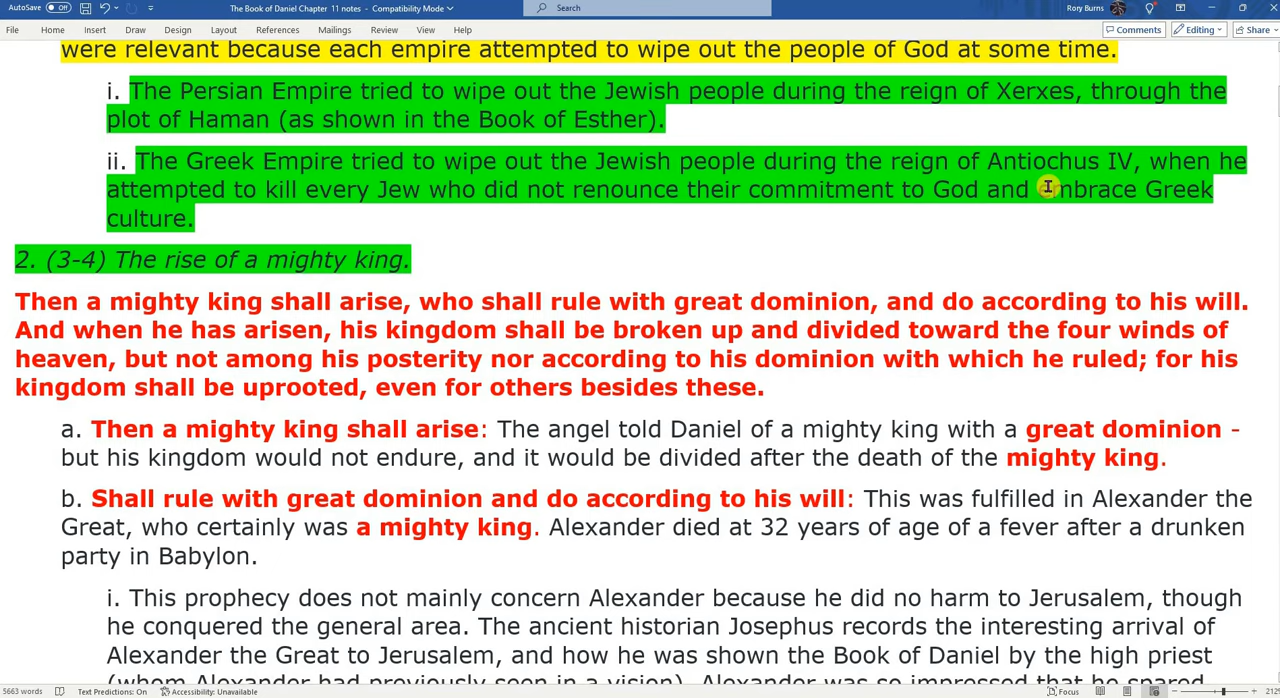 AutoSave Off The Book of Daniel Chapter 11 notes - Compatibility Mode Search Rory Burns
File Home Insert Draw Design Layout References Mailings Review View Help Comments Editing Share
were relevant because each empire attempted to wipe out the people of God at some time.
i. The Persian Empire tried to wipe out the Jewish people during the reign of Xerxes, through the
plot of Haman (as shown in the Book of Esther).
ii. The Greek Empire tried to wipe out the Jewish people during the reign of Antiochus IV, when he
attempted to kill every Jew who did not renounce their commitment to God and embrace Greek
culture.
2. (3-4) The rise of a mighty king.
Then a mighty king shall arise, who shall rule with great dominion, and do according to his will.
And when he has arisen, his kingdom shall be broken up and divided toward the four winds of
heaven, but not among his posterity nor according to his dominion with which he ruled; for his
kingdom shall be uprooted, even for others besides these.
a. Then a mighty king shall arise: The angel told Daniel of a mighty king with a great dominion -
but his kingdom would not endure, and it would be divided after the death of the mighty king.
b. Shall rule with great dominion and do according to his will: This was fulfilled in Alexander the
Great, who certainly was a mighty king. Alexander died at 32 years of age of a fever after a drunken
party in Babylon.
i. This prophecy does not mainly concern Alexander because he did no harm to Jerusalem, though
he conquered the general area. The ancient historian Josephus records the interesting arrival of
Alexander the Great to Jerusalem, and how he was shown the Book of Daniel by the high priest
(whom Alexander had previously seen in a vision). Alexander was so impressed that he spared
5663 words Text Predictions: On Accessibility: Unavailable Focus